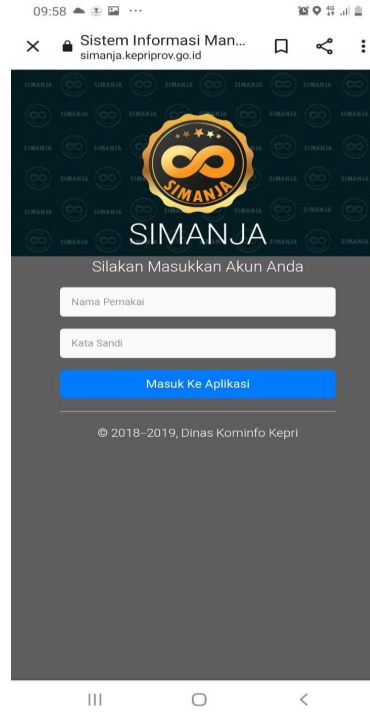 09:58
4G
Sistem Informasi Man...
simanja.kepriprov.go.id
SIMANJA
SIMANJA
Silakan Masukkan Akun Anda
Nama Pemakai
Kata Sandi
Masuk Ke Aplikasi
© 2018–2019, Dinas Kominfo Kepri